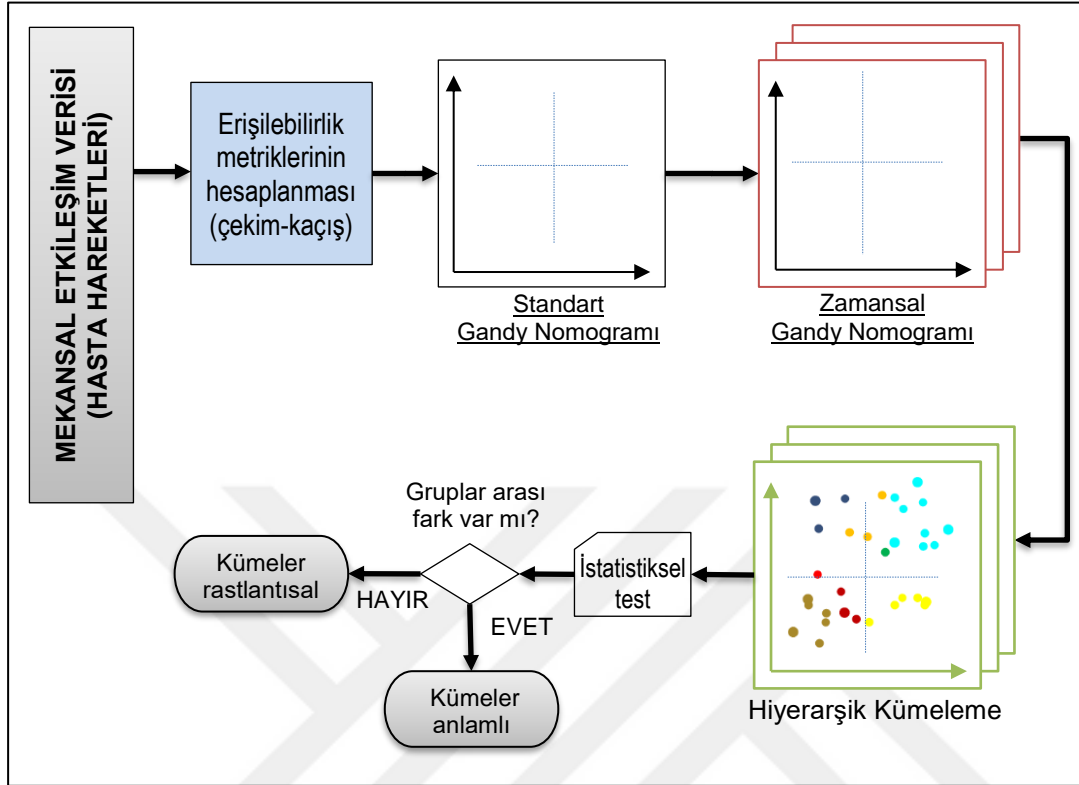 MEKANSAL ETKİLEŞİM VERİSİ
(HASTA HAREKETLERİ)
Erişilebilirlik
metriklerinin
hesaplanması
(çekim-kaçış)
Standart
Gandy Nomogramı
Zamansal
Gandy Nomogramı
Hiyerarşik Kümeleme
İstatistiksel
test
Gruplar arası
fark var mı?
HAYIR
EVET
Kümeler
rastlantısal
Kümeler
anlamlı